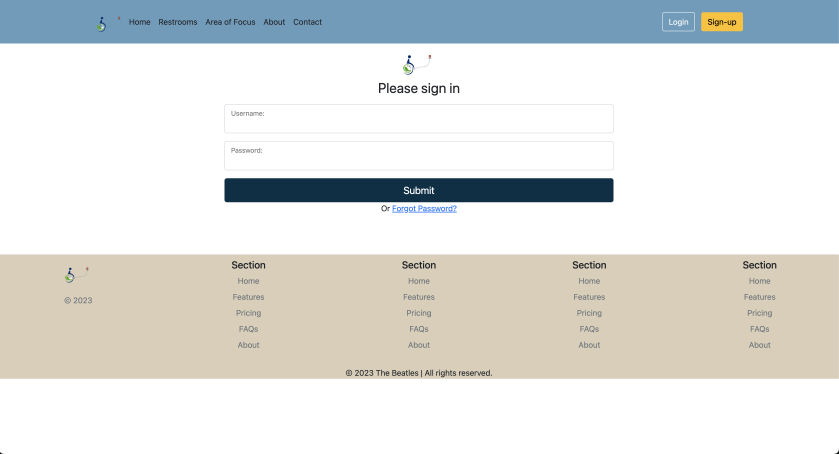 Home Restrooms Area of Focus About Contact Login Sign-up
Please sign in
Username:
Password:
Submit
Or Forgot Password?
© 2023
Section
Home
Features
Pricing
FAQs
About
Section
Home
Features
Pricing
FAQs
About
Section
Home
Features
Pricing
FAQs
About
Section
Home
Features
Pricing
FAQs
About
© 2023 The Beatles | All rights reserved.